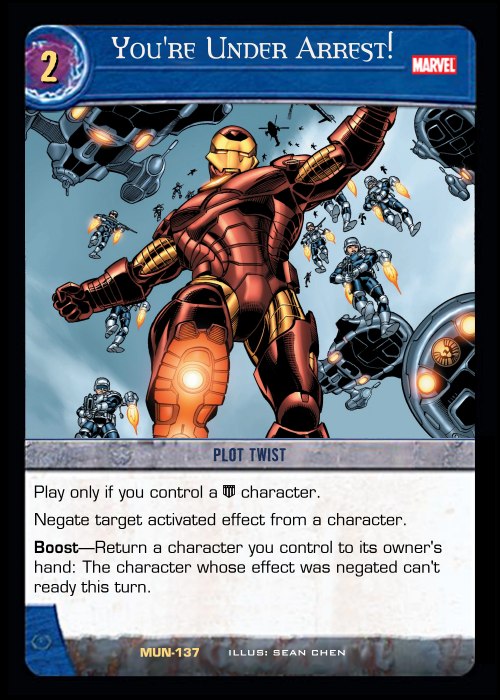 2
You're Under Arrest!
MARVEL
PLOT TWIST
Play only if you control a character.
Negate target activated effect from a character.
Boost—Return a character you control to its owner's
hand: The character whose effect was negated can't
ready this turn.
MUN-137 ILLUS: SEAN CHEN